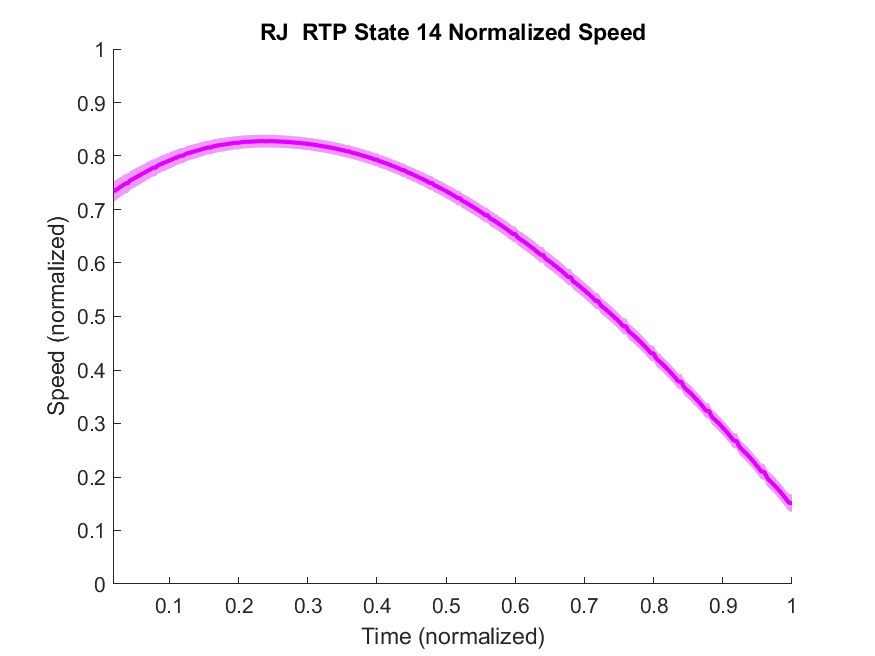 RJ  RTP State 14 Normalized Speed
1
0.9
0.8
0.7
0.6
0.5
0.4
0.3
0.2
0.1
0
Speed (normalized)
0.1 0.2 0.3 0.4 0.5 0.6 0.7 0.8 0.9 1
Time (normalized)